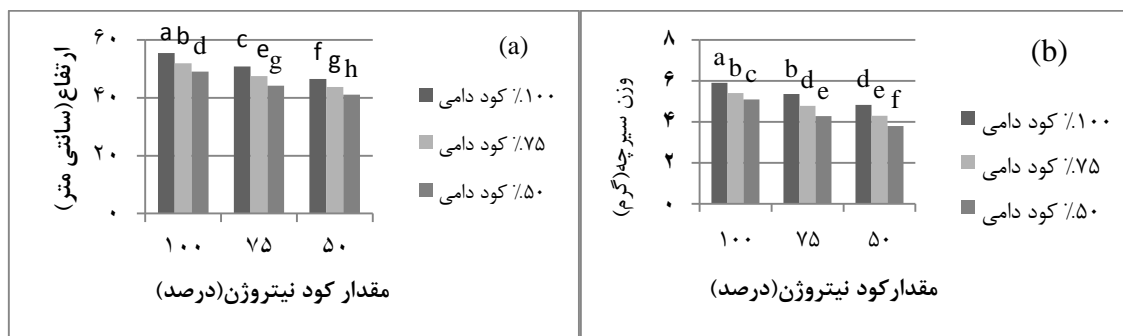 (a)
ارتفاع(سانتی متر)
۶۰
۴۰
۲۰
۰
a b d
c e g
f g h
۱۰۰
۷۵
۵۰
مقدار کود نیتروژن(درصد)
۱۰۰٪ کود دامی
۷۵٪ کود دامی
۵۰٪ کود دامی
(b)
وزن سیرچه(گرم)
۸
۶
۴
۲
۰
a b c
b d e
d e f
۱۰۰
۷۵
۵۰
مقدارکود نیتروژن(درصد)
۱۰۰٪ کود دامی
۷۵٪ کود دامی
۵۰٪ کود دامی